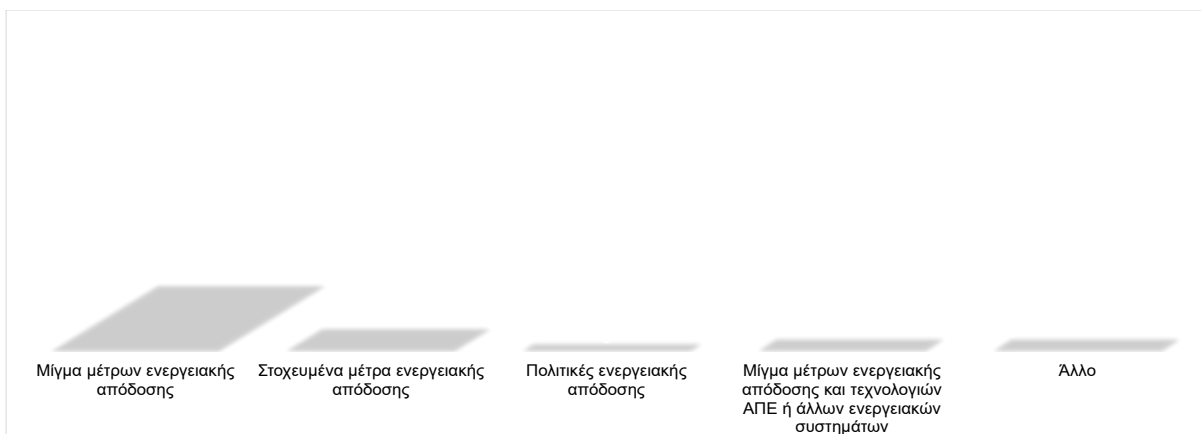 Μίγμα μέτρων ενεργειακής
απόδοσης
Στοχευμένα μέτρα ενεργειακής
απόδοσης
Πολιτικές ενεργειακής
απόδοσης
Μίγμα μέτρων ενεργειακής
απόδοσης και τεχνολογιών
ΑΠΕ ή άλλων ενεργειακών
συστημάτων
Άλλο